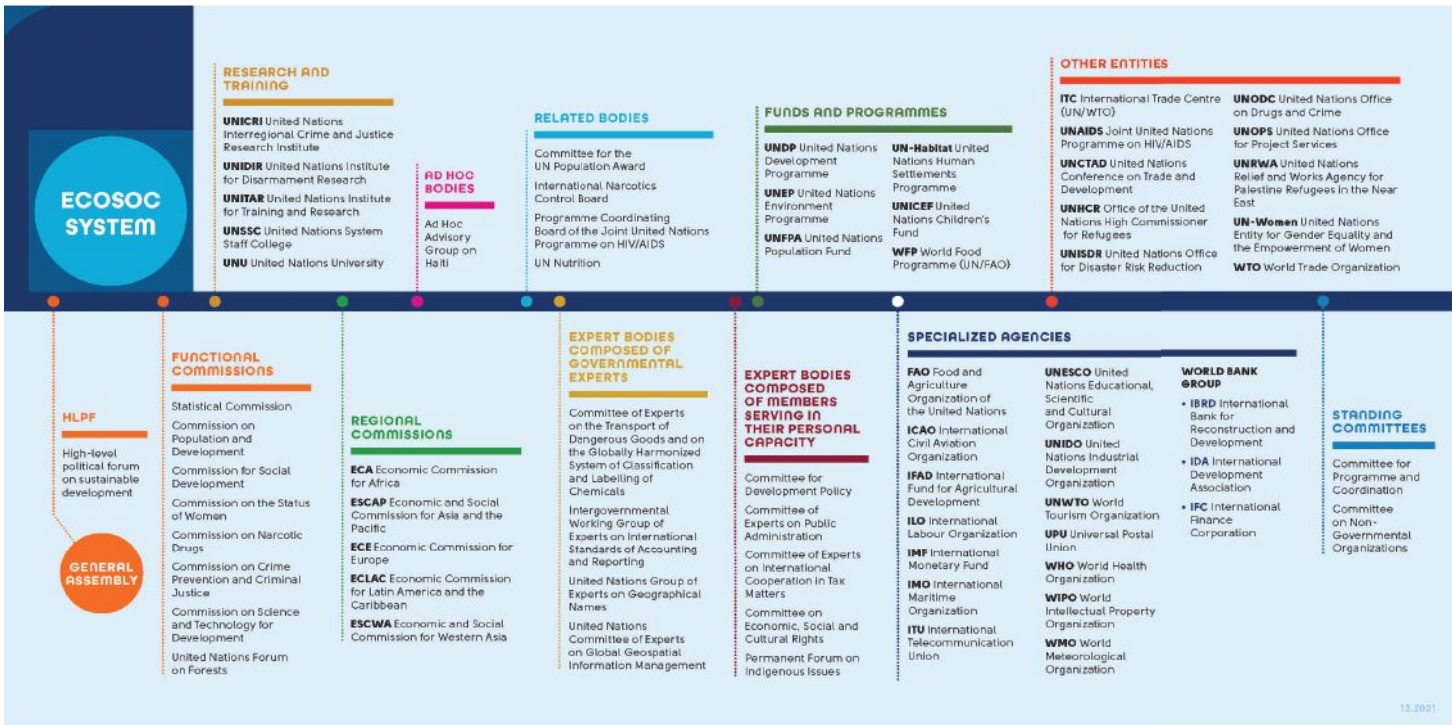 ECOSOC
SYSTEM
RESEARCH AND
TRAINING
UNICRI United Nations
Interregional Crime and Justice
Research Institute
UNIDIR United Nations Institute
for Disarmament Research
UNITAR United Nations Institute
for Training and Research
UNSSC United Nations System
Staff College
UNU United Nations University
AD HOC
BODIES
Ad Hoc
Advisory
Group on
Haiti
RELATED BODIES
Committee for the
UN Population Award
International Narcotics
Control Board
Programme Coordinating
Board of the Joint United Nations
Programme on HIV/AIDS
UN Nutrition
FUNDS AND PROGRAMMES
UNDP United Nations
Development
Programme
UNEP United Nations
Environment
Programme
UNFPA United Nations
Population Fund
UN-Habitat United
Nations Human
Settlements
Programme
UNICEF United
Nations Children's
Fund
WFP World Food
Programme (UN/FAO)
OTHER ENTITIES
ITC International Trade Centre
(UN/WTO)
UNAIDS Joint United Nations
Programme on HIV/AIDS
UNCTAD United Nations
Conference on Trade and
Development
UNHCR Office of the United
Nations High Commissioner
for Refugees
UNISDR United Nations Office
for Disaster Risk Reduction
UNODC United Nations Office
on Drugs and Crime
UNOPS United Nations Office
for Project Services
UNRWA United Nations
Relief and Works Agency for
Palestine Refugees in the Near
East
UN-Women United Nations
Entity for Gender Equality and
the Empowerment of Women
WTO World Trade Organization
HLPF
High-level
political forum
on sustainable
development
GENERAL
ASSEMBLY
FUNCTIONAL
COMMISSIONS
Statistical Commission
Commission on
Population and
Development
Commission for Social
Development
Commission on the Status
of Women
Commission on Narcotic
Drugs
Commission on Crime
Prevention and Criminal
Justice
Commission on Science
and Technology for
Development
United Nations Forum
on Forests
REGIONAL
COMMISSIONS
ECA Economic Commission
for Africa
ESCAP Economic and Social
Commission for Asia and the
Pacific
ECE Economic Commission for
Europe
ECLAC Economic Commission
for Latin America and the
Caribbean
ESCWA Economic and Social
Commission for Western Asia
EXPERT BODIES
COMPOSED OF
GOVERNMENTAL
EXPERTS
Committee of Experts
on the Transport of
Dangerous Goods and on
the Globally Harmonized
System of Classification
and Labelling of
Chemicals
Intergovernmental
Working Group of
Experts on International
Standards of Accounting
and Reporting
United Nations Group of
Experts on Geographical
Names
United Nations
Committee of Experts
on Global Geospatial
Information Management
EXPERT BODIES
COMPOSED
OF MEMBERS
SERVING IN
THEIR PERSONAL
CAPACITY
Committee for
Development Policy
Committee of
Experts on Public
Administration
Committee of Experts
on International
Cooperation in Tax
Matters
Committee on
Economic, Social and
Cultural Rights
Permanent Forum on
Indigenous Issues
SPECIALIZED AGENCIES
FAO Food and
Agriculture
Organization of
the United Nations
ICAO International
Civil Aviation
Organization
IFAD International
Fund for Agricultural
Development
ILO International
Labour Organization
IMF International
Monetary Fund
IMO International
Maritime
Organization
ITU International
Telecommunication
Union
UNESCO United
Nations Educational,
Scientific
and Cultural
Organization
UNIDO United
Nations Industrial
Development
Organization
UNWTO World
Tourism Organization
UPU Universal Postal
Union
WHO World Health
Organization
WIPO World
Intellectual Property
Organization
WMO World
Meteorological
Organization
WORLD BANK
GROUP
• IBRD International
Bank for
Reconstruction and
Development
• IDA International
Development
Association
• IFC International
Finance
Corporation
STANDING
COMMITTEES
Committee for
Programme and
Coordination
Committee
on Non-
Governmental
Organizations
12.2021